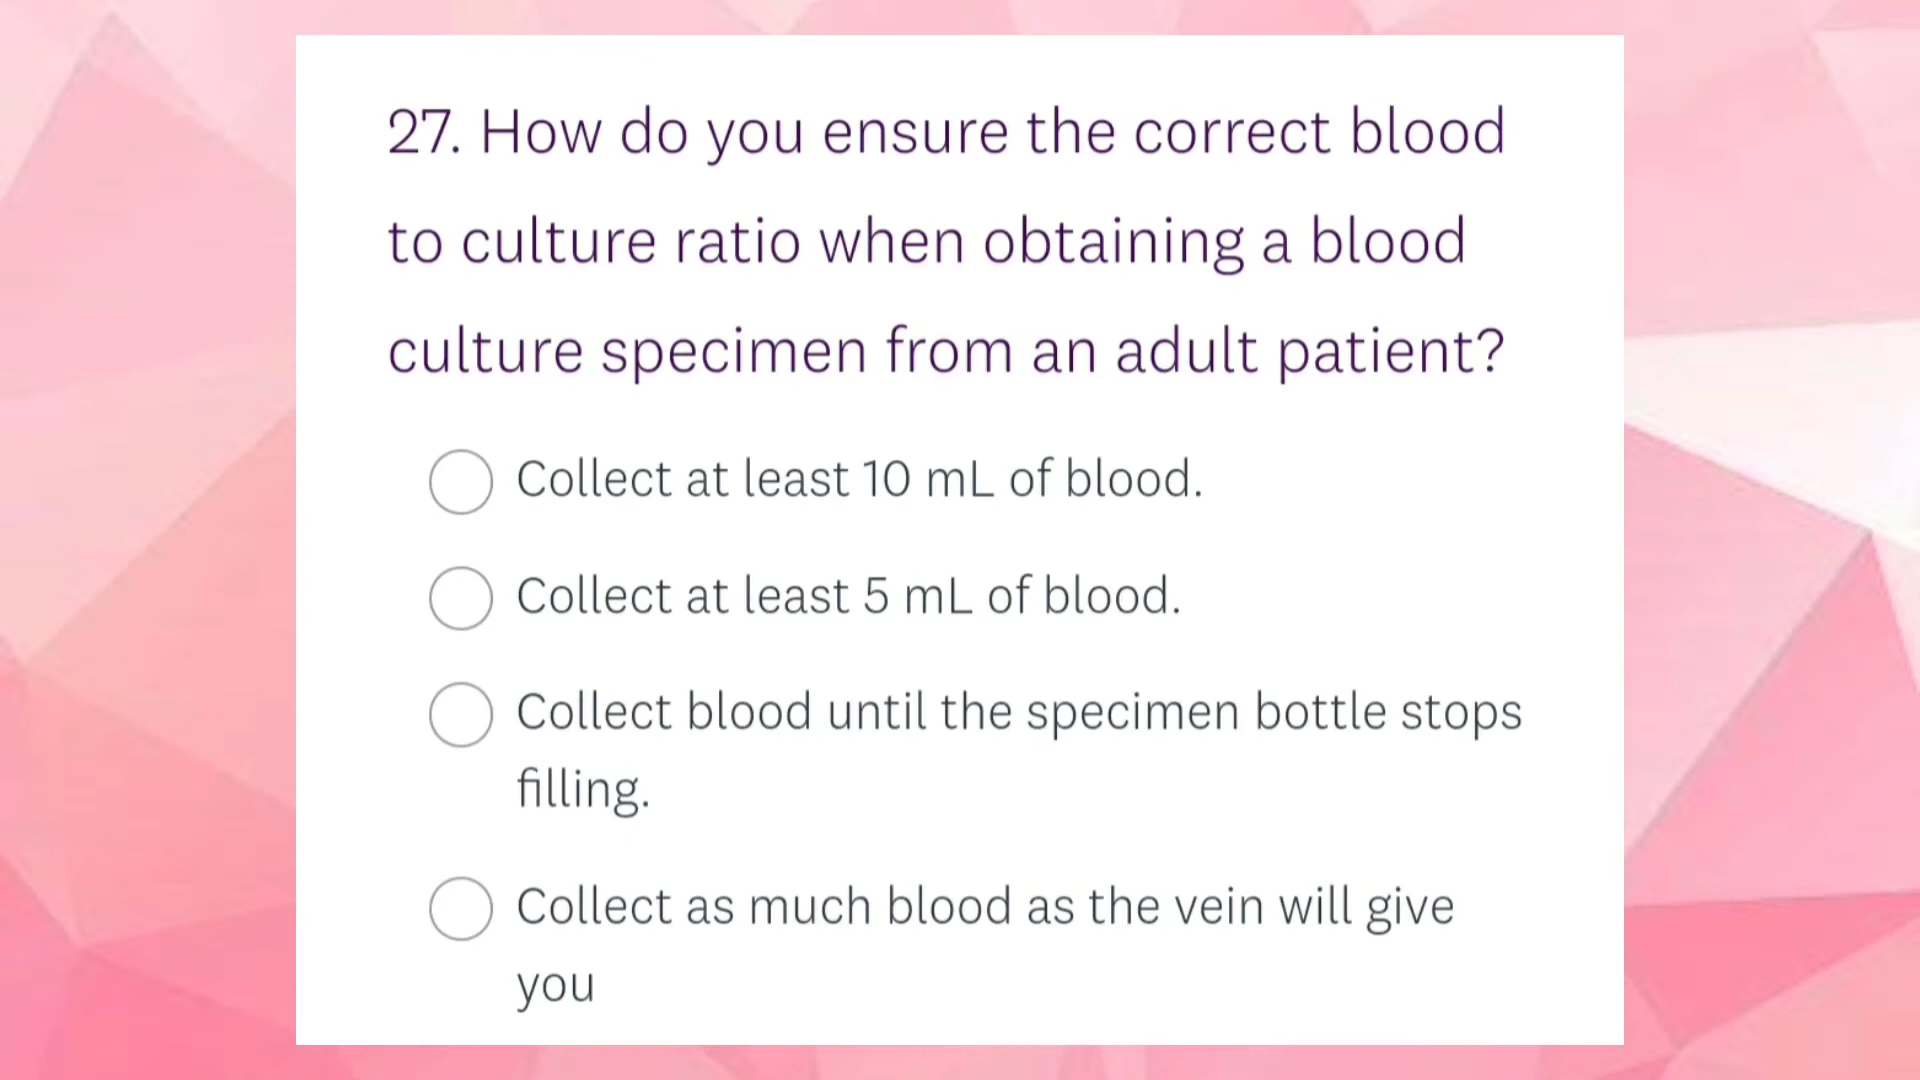 27. How do you ensure the correct blood
to culture ratio when obtaining a blood
culture specimen from an adult patient?
Collect at least 10 mL of blood.
Collect at least 5 mL of blood.
Collect blood until the specimen bottle stops
filling.
Collect as much blood as the vein will give
you